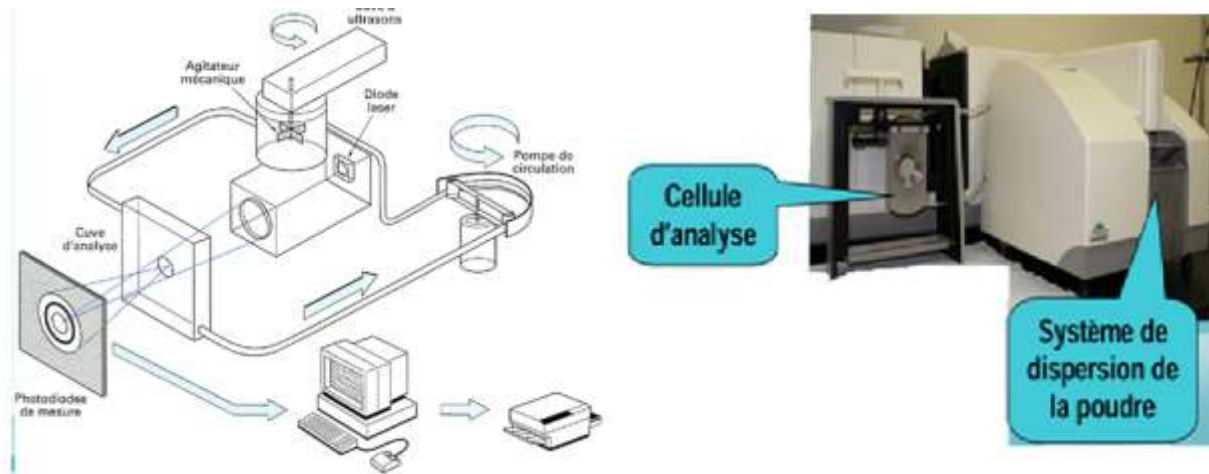 ultrasons
Agitateur
mécanique
Diode
laser
Pompe de
circulation
Cuve
d'analyse
Photodiodes
de mesure
Cellule
d'analyse
Système de
dispersion de
la poudre